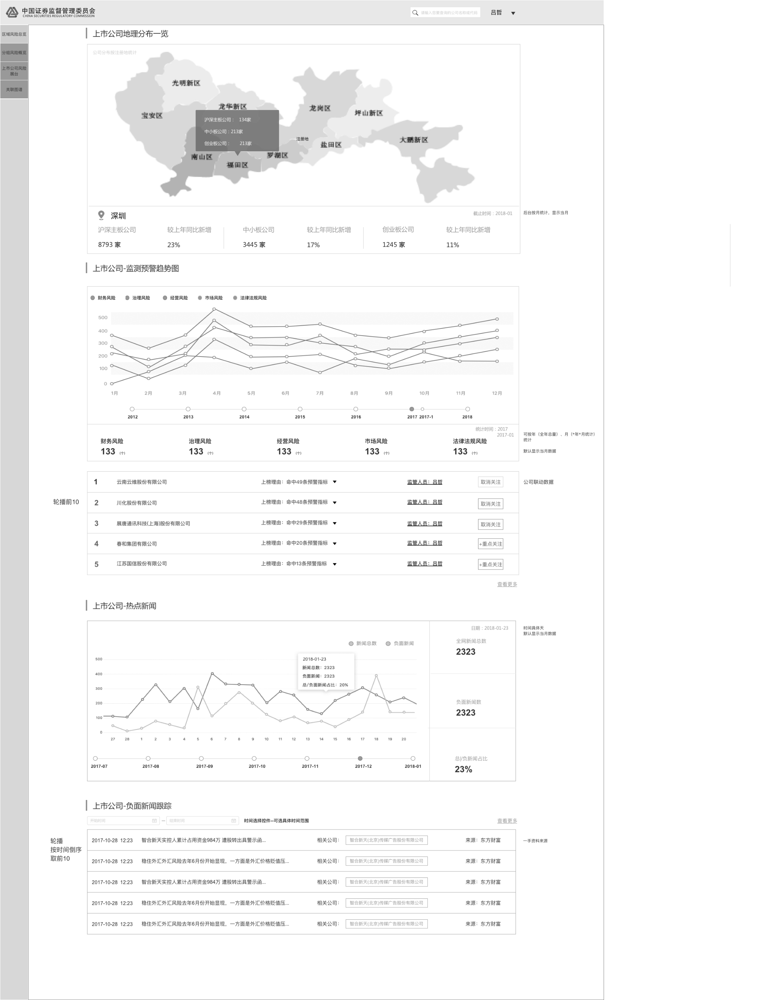 中国证券监督管理委员会
CHINA SECURITIES REGULATORY COMMISSION
请输入您要查询的公司名称或代码
吕哲
区域风险总览
分组风险概览
上市公司风险
展台
关联图谱
上市公司地理分布一览
公司分布按注册地统计
光明新区
龙华新区
宝安区
龙岗区
坪山新区
沪深主板公司： 134家
中小板公司：213家
创业板公司： 213家
注册地
大鹏新区
盐田区
南山区
罗湖区
福田区
深圳
截止时间：2018-01
后台按月统计，显示当月
沪深主板公司
较上年同比新增
中小板公司
较上年同比新增
创业板公司
较上年同比新增
8793 家
23%
3445 家
17%
1245 家
11%
上市公司-监测预警趋势图
财务风险
治理风险
经营风险
市场风险
法律法规风险
500
400
300
200
100
0
1月
2月
3月
4月
5月
6月
7月
8月
9月
10月
11月
12月
2012
2013
2014
2015
2016
2017
2017-1
2018
统计时间：2017
2017-01
可按年（全年总量）、月（*年*月统计）
统计
默认显示当月数据
财务风险
治理风险
经营风险
市场风险
法律法规风险
133 (个)
133 (个)
133 (个)
133 (个)
133 (个)
轮播前10
1 云南云维股份有限公司 上榜理由：命中49条预警指标 监管人员：吕哲 取消关注
公司联动数据
2 川化股份有限公司 上榜理由：命中48条预警指标 监管人员：吕哲 取消关注
3 展唐通讯科技(上海)股份有限公司 上榜理由：命中29条预警指标 监管人员：吕哲 取消关注
4 春和集团有限公司 上榜理由：命中20条预警指标 监管人员：吕哲 +重点关注
5 江苏国信股份有限公司 上榜理由：命中13条预警指标 监管人员：吕哲 +重点关注
查看更多
上市公司-热点新闻
日期：2018-01-23
时间具体天
默认显示当月数据
新闻总数
负面新闻
全网新闻总数
2323
2018-01-23
新闻总数：2323
负面新闻：2323
总/负面新闻占比：20%
500
400
300
200
100
0
27
28
1
2
3
4
5
6
7
8
9
10
11
12
13
14
15
16
17
18
19
20
负面新闻数
2323
2017-07
2017-08
2017-09
2017-10
2017-11
2017-12
2018-01
总|/负新闻占比
23%
上市公司-负面新闻跟踪
开始时间
—
结束时间
时间选择控件--可选具体时间范围
查看更多
轮播
按时间倒序
取前10
2017-10-28 12:23 智合新天实控人累计占用资金984万 遭股转出具警示函... 相关公司： 智合新天(北京)传媒广告股份有限公司 来源：东方财富
一手资料来源
2017-10-28 12:23 稳住外汇外汇风险去年6月份开始显现，一方面是外汇价格贬值压... 相关公司： 智合新天(北京)传媒广告股份有限公司 来源：东方财富
2017-10-28 12:23 智合新天实控人累计占用资金984万 遭股转出具警示函... 相关公司： 智合新天(北京)传媒广告股份有限公司 来源：东方财富
2017-10-28 12:23 稳住外汇外汇风险去年6月份开始显现，一方面是外汇价格贬值压... 相关公司： 智合新天(北京)传媒广告股份有限公司 来源：东方财富
2017-10-28 12:23 稳住外汇外汇风险去年6月份开始显现，一方面是外汇价格贬值压... 相关公司： 智合新天(北京)传媒广告股份有限公司 来源：东方财富